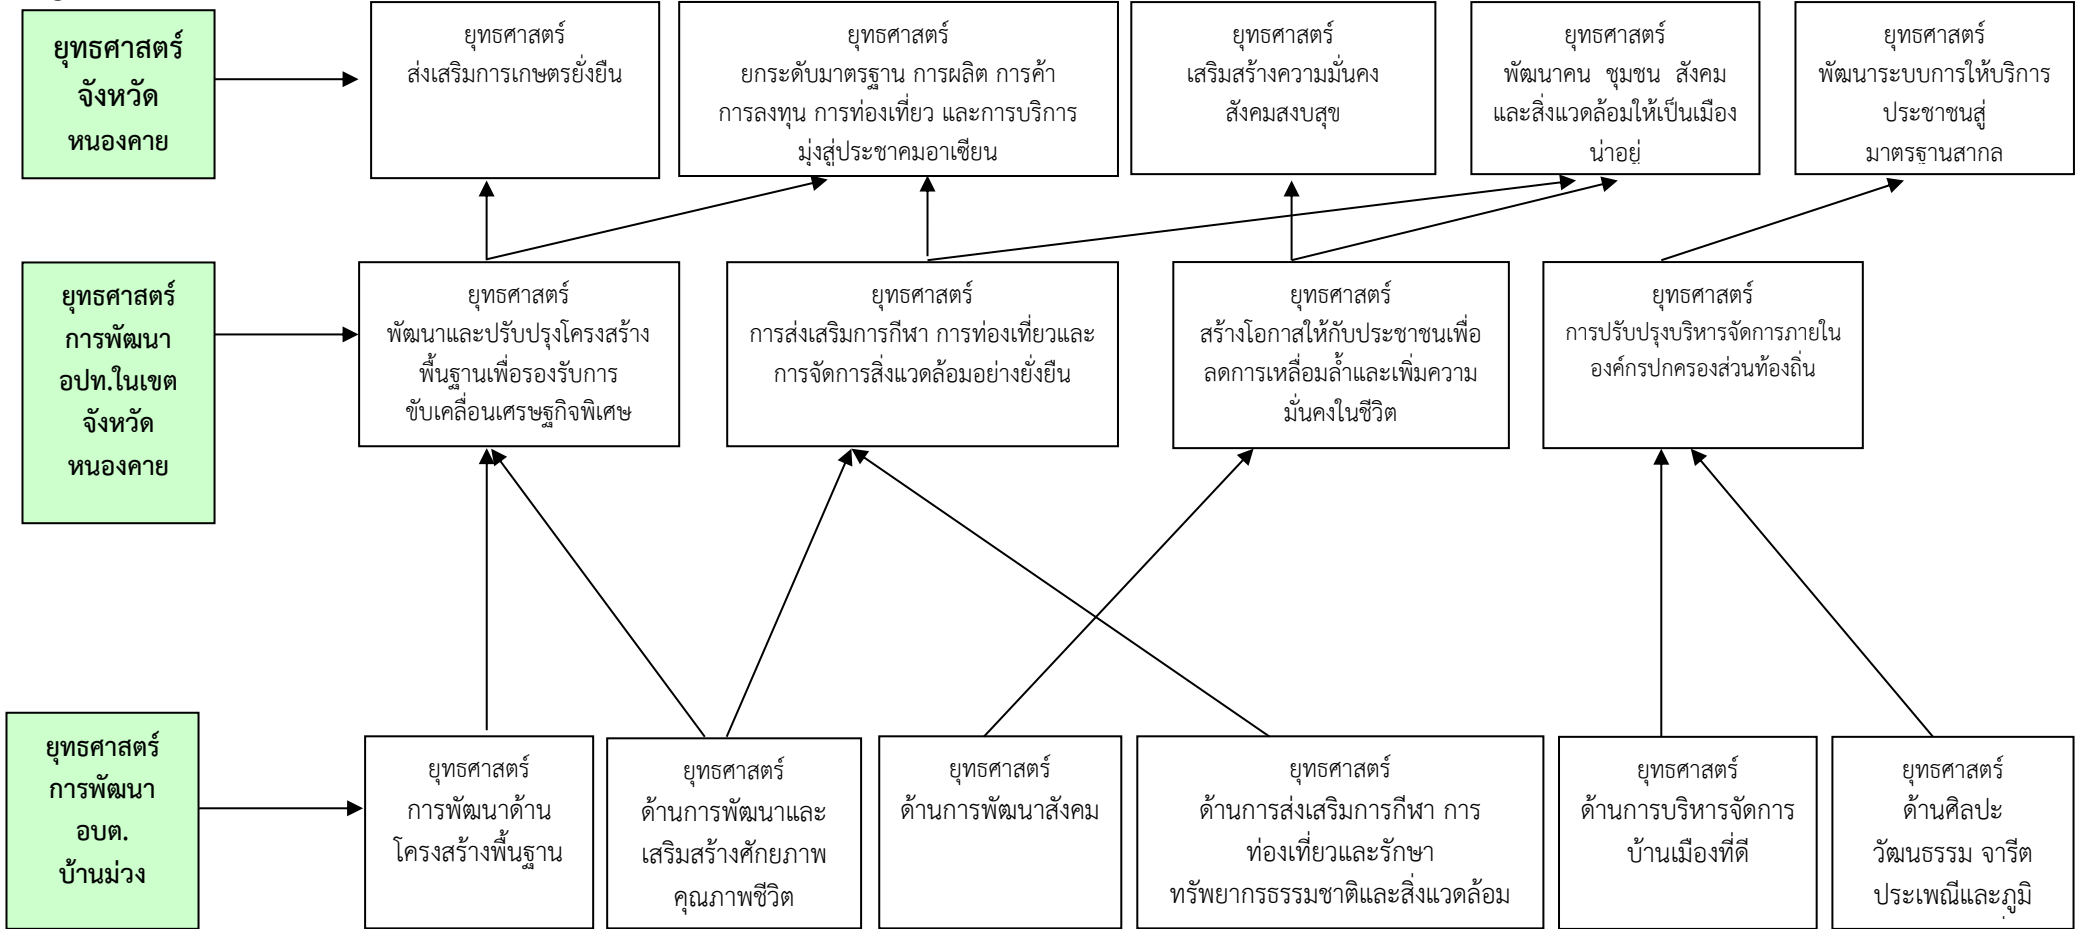 ยุทธศาสตร์
จังหวัด
หนองคาย
ยุทธศาสตร์
ส่งเสริมการเกษตรยั่งยืน
ยุทธศาสตร์
ยกระดับมาตรฐาน การผลิต การค้า
การลงทุน การท่องเที่ยว และการบริการ
มุ่งสู่ประชาคมอาเซียน
ยุทธศาสตร์
เสริมสร้างความมั่นคง
สังคมสงบสุข
ยุทธศาสตร์
พัฒนาคน ชุมชน สังคม
และสิ่งแวดล้อมให้เป็นเมือง
น่าอยู่
ยุทธศาสตร์
พัฒนาระบบการให้บริการ
ประชาชนสู่
มาตรฐานสากล
ยุทธศาสตร์
การพัฒนา
อปท.ในเขต
จังหวัด
หนองคาย
ยุทธศาสตร์
พัฒนาและปรับปรุงโครงสร้าง
พื้นฐานเพื่อรองรับการ
ขับเคลื่อนเศรษฐกิจพิเศษ
ยุทธศาสตร์
การส่งเสริมการกีฬา การท่องเที่ยวและ
การจัดการสิ่งแวดล้อมอย่างยั่งยืน
ยุทธศาสตร์
สร้างโอกาสให้กับประชาชนเพื่อ
ลดการเหลื่อมล้ำและเพิ่มความ
มั่นคงในชีวิต
ยุทธศาสตร์
การปรับปรุงบริหารจัดการภายใน
องค์กรปกครองส่วนท้องถิ่น
ยุทธศาสตร์
การพัฒนา
อบต.
บ้านม่วง
ยุทธศาสตร์
การพัฒนาด้าน
โครงสร้างพื้นฐาน
ยุทธศาสตร์
ด้านการพัฒนาและ
เสริมสร้างศักยภาพ
คุณภาพชีวิต
ยุทธศาสตร์
ด้านการพัฒนาสังคม
ยุทธศาสตร์
ด้านการส่งเสริมการกีฬา การ
ท่องเที่ยวและรักษา
ทรัพยากรธรรมชาติและสิ่งแวดล้อม
ยุทธศาสตร์
ด้านการบริหารจัดการ
บ้านเมืองที่ดี
ยุทธศาสตร์
ด้านศิลปะ
วัฒนธรรม จารีต
ประเพณีและภูมิ